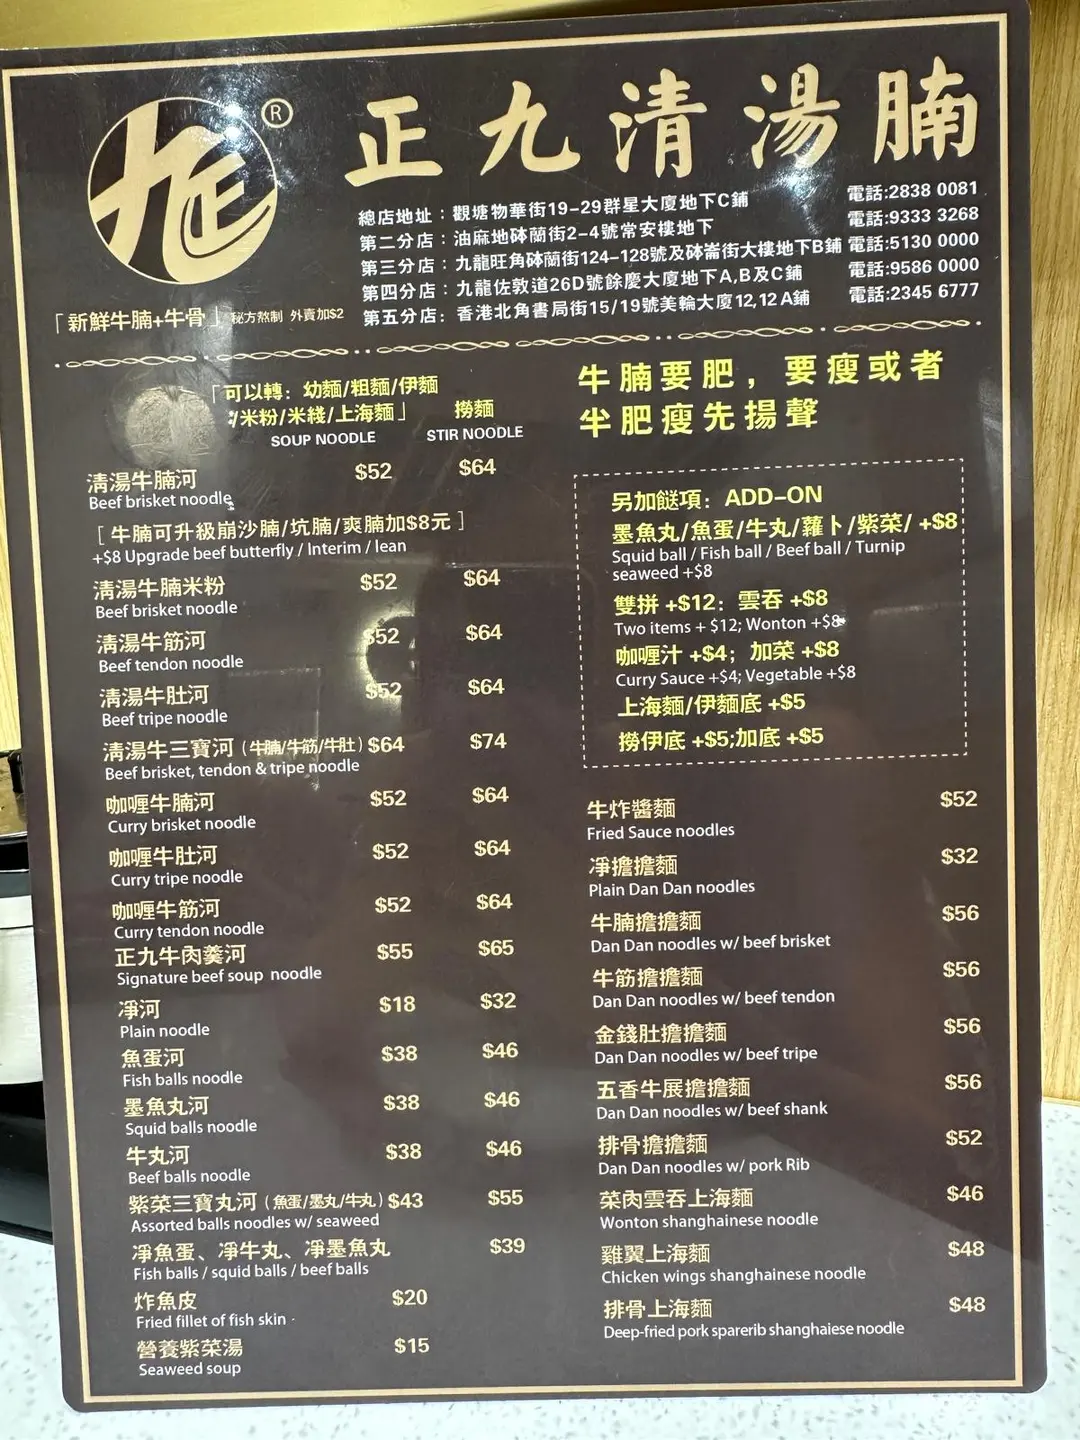 ®
正九清湯腩
總店地址：觀塘物華街19-29群星大廈地下C鋪 電話:2838 0081
第二分店：油麻地砵蘭街2-4號常安樓地下 電話:9333 3268
第三分店：九龍旺角砵蘭街124-128號及砵崙街大樓地下B鋪 電話:5130 0000
第四分店：九龍佐敦道26D號餘慶大廈地下A,B及C鋪 電話:9586 0000
第五分店：香港北角書局街15/19號美輪大廈12,12A鋪 電話:2345 6777
「新鮮牛腩+牛骨」秘方熬制 外賣加$2
「可以轉：幼麵/粗麵/伊麵
/米粉/米綫/上海麵」 撈麵
SOUP NOODLE STIR NOODLE
清湯牛腩河 $52 $64
Beef brisket noodle
[ 牛腩可升級崩沙腩/坑腩/爽腩加$8元 ]
+$8 Upgrade beef butterfly / Interim / lean
清湯牛腩米粉 $52 $64
Beef brisket noodle
清湯牛筋河 $52 $64
Beef tendon noodle
清湯牛肚河 $52 $64
Beef tripe noodle
清湯牛三寶河（牛腩/牛筋/牛肚）$64 $74
Beef brisket, tendon & tripe noodle
咖喱牛腩河 $52 $64
Curry brisket noodle
咖喱牛肚河 $52 $64
Curry tripe noodle
咖喱牛筋河 $52 $64
Curry tendon noodle
正九牛肉羹河 $55 $65
Signature beef soup noodle
凈河 $18 $32
Plain noodle
魚蛋河 $38 $46
Fish balls noodle
墨魚丸河 $38 $46
Squid balls noodle
牛丸河 $38 $46
Beef balls noodle
紫菜三寶丸河（魚蛋/墨丸/牛丸）$43 $55
Assorted balls noodles w/ seaweed
凈魚蛋、凈牛丸、凈墨魚丸 $39
Fish balls / squid balls / beef balls
炸魚皮 $20
Fried fillet of fish skin
營養紫菜湯 $15
Seaweed soup
牛腩要肥，要瘦或者
半肥瘦先揚聲
另加餸項：ADD-ON
墨魚丸/魚蛋/牛丸/蘿卜/紫菜/ +$8
Squid ball / Fish ball / Beef ball / Turnip
seaweed +$8
雙拼 +$12：雲吞 +$8
Two items + $12; Wonton +$8
咖喱汁 +$4；加菜 +$8
Curry Sauce +$4; Vegetable +$8
上海麵/伊麵底 +$5
撈伊底 +$5;加底 +$5
牛炸醬麵 $52
Fried Sauce noodles
凈擔擔麵 $32
Plain Dan Dan noodles
牛腩擔擔麵 $56
Dan Dan noodles w/ beef brisket
牛筋擔擔麵 $56
Dan Dan noodles w/ beef tendon
金錢肚擔擔麵 $56
Dan Dan noodles w/ beef tripe
五香牛展擔擔麵 $56
Dan Dan noodles w/ beef shank
排骨擔擔麵 $52
Dan Dan noodles w/ pork Rib
菜肉雲吞上海麵 $46
Wonton shanghainese noodle
雞翼上海麵 $48
Chicken wings shanghainese noodle
排骨上海麵 $48
Deep-fried pork sparerib shanghaiese noodle